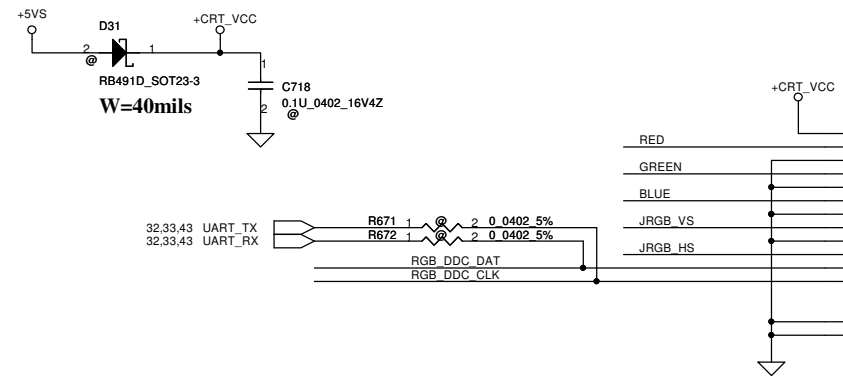 +5VS
D31
+CRT_VCC
2
1
@
RB491D_SOT23-3
W=40mils
1
C718
0.1U_0402_16V4Z
2
@
+CRT_VCC
RED
GREEN
BLUE
JRGB_VS
JRGB_HS
32,33,43 UART_TX
R671 1 @ 2 0_0402_5%
32,33,43 UART_RX
R672 1 @ 2 0_0402_5%
RGB_DDC_DAT
RGB_DDC_CLK